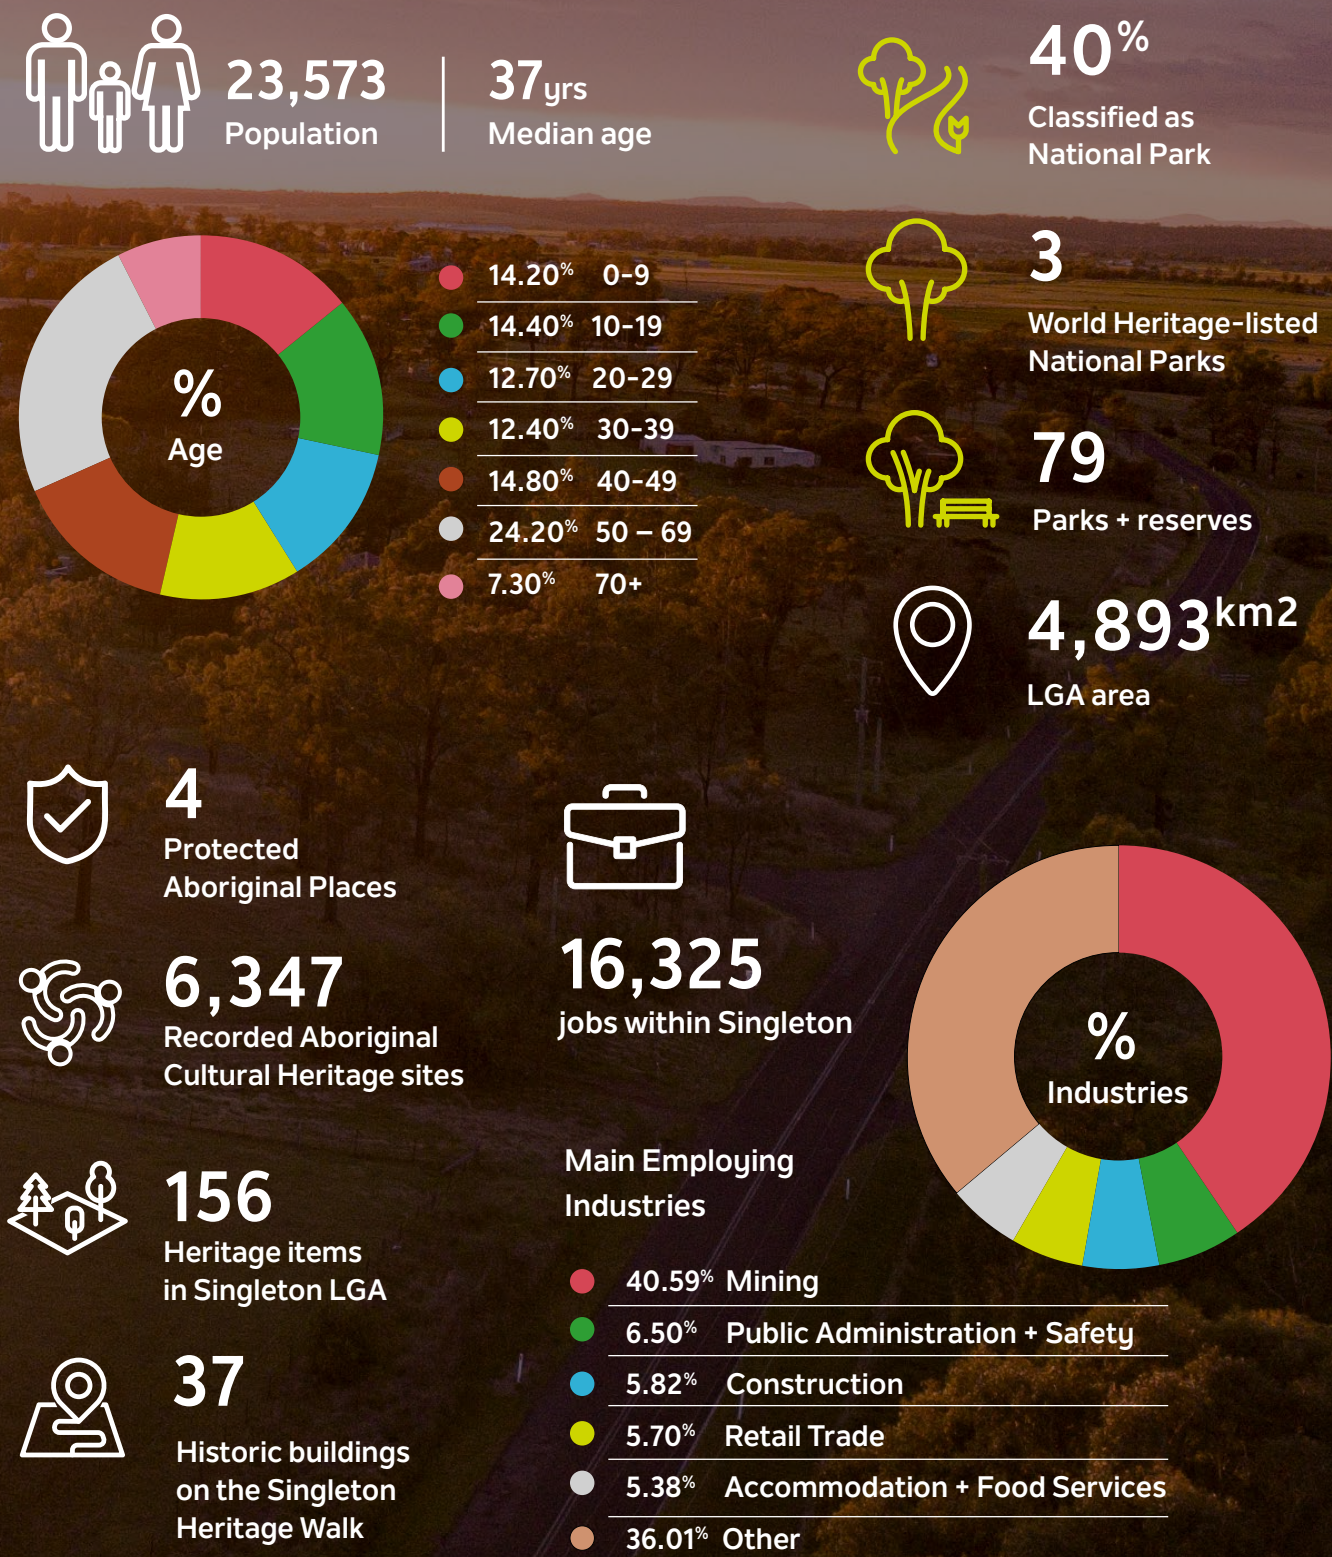 23,573
Population
37yrs
Median age
40%
Classified as
National Park
3
World Heritage-listed
National Parks
79
Parks + reserves
4,893km2
LGA area
%
Age
14.20% 0-9
14.40% 10-19
12.70% 20-29
12.40% 30-39
14.80% 40-49
24.20% 50 – 69
7.30% 70+
4
Protected
Aboriginal Places
6,347
Recorded Aboriginal
Cultural Heritage sites
156
Heritage items
in Singleton LGA
37
Historic buildings
on the Singleton
Heritage Walk
16,325
jobs within Singleton
%
Industries
Main Employing
Industries
40.59% Mining
6.50% Public Administration + Safety
5.82% Construction
5.70% Retail Trade
5.38% Accommodation + Food Services
36.01% Other